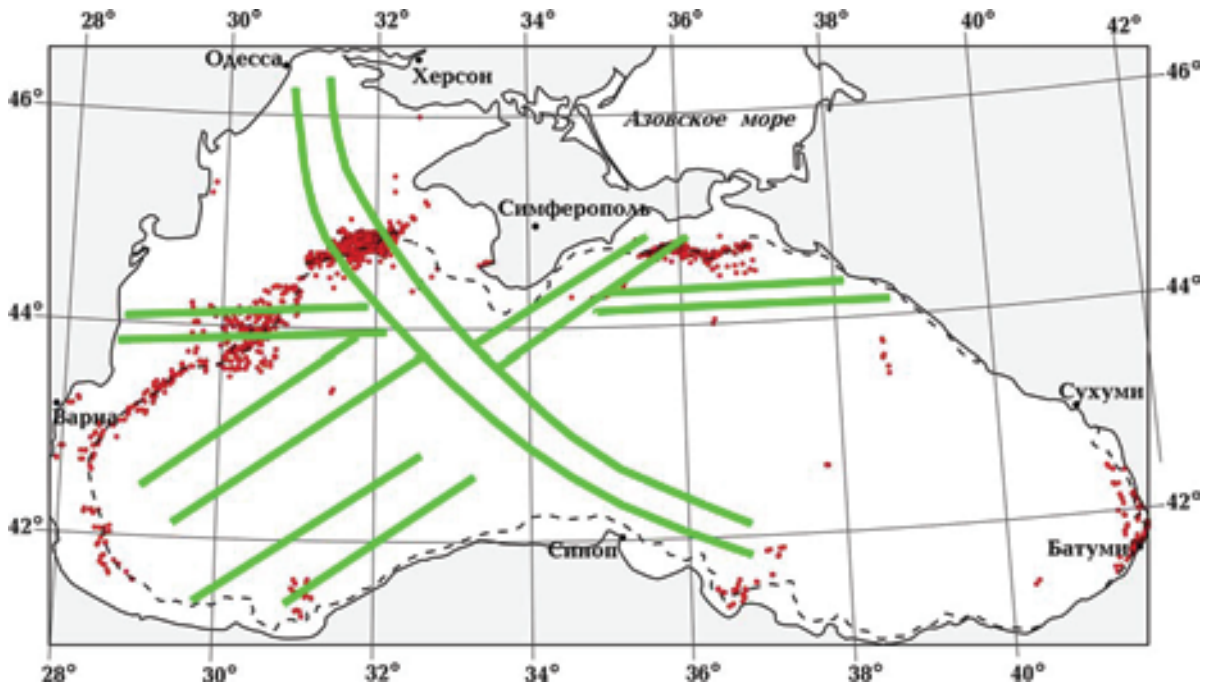 28° 30° 32° 34° 36° 38° 40° 42°
Одесса
Херсон
46° 46°
Азовское море
Симферополь
44° 44°
Варна
Сухуми
42° 42°
Синоп
Батуми
28° 30° 32° 34° 36° 38° 40°